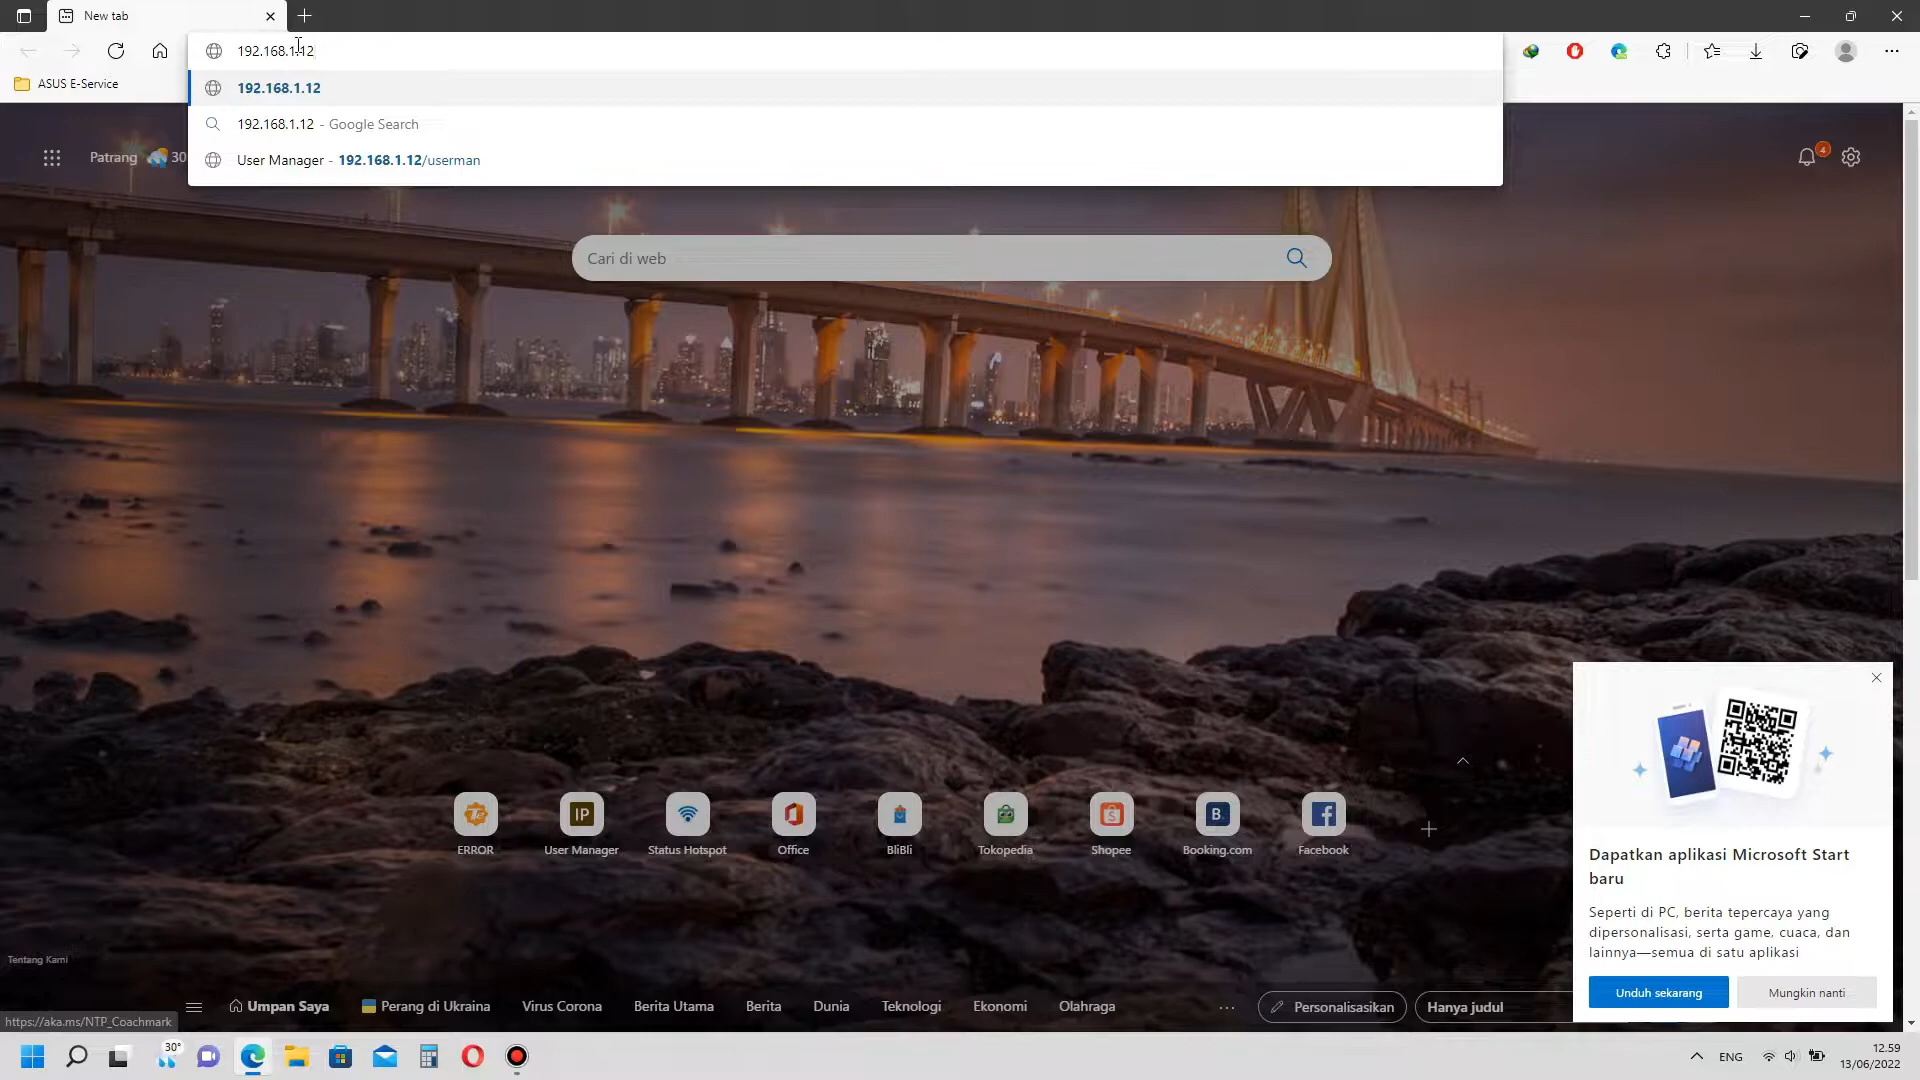 New tab
192.168.1.12
ASUS E-Service
192.168.1.12
192.168.1.12 - Google Search
User Manager - 192.168.1.12/userman
Patrang 30
4
Cari di web
ERROR
IP
User Manager
Status Hotspot
Office
BliBli
Tokopedia
Shopee
B.
Booking.com
Facebook
Dapatkan aplikasi Microsoft Start
baru
Seperti di PC, berita tepercaya yang
dipersonalisasi, serta game, cuaca, dan
lainnya—semua di satu aplikasi
Unduh sekarang
Mungkin nanti
Tentang Kami
Umpan Saya
Perang di Ukraina
Virus Corona
Berita Utama
Berita
Dunia
Teknologi
Ekonomi
Olahraga
Personalisasikan
Hanya judul
https://aka.ms/NTP_Coachmark
30°
ENG
12.59
13/06/2022